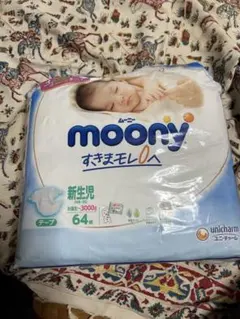 ムーニー
moony
すきまモレ0へ
新生児
3000g
テープ
64枚
unicharm
ユニ・チャーム